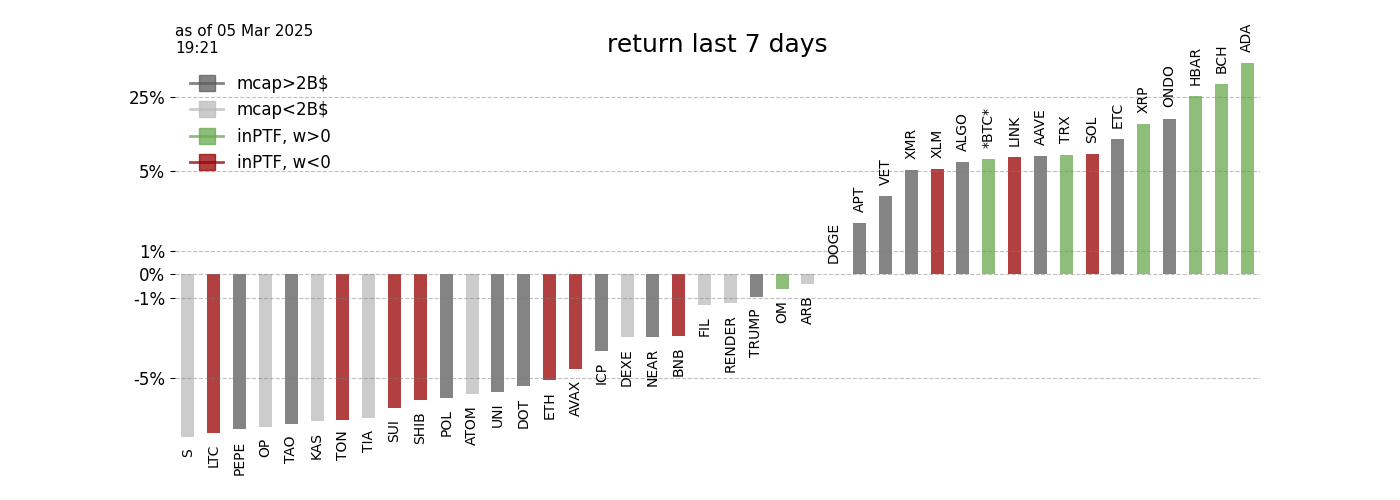 as of 05 Mar 2025
19:21
return last 7 days
mcap>2B$
mcap<2B$
inPTF, w>0
inPTF, w<0
25%
5%
1%
0%
-1%
-5%
S
LTC
PEPE
OP
TAO
KAS
TON
TIA
SUI
SHIB
POL
ATOM
UNI
DOT
ETH
AVAX
ICP
DEXE
NEAR
BNB
FIL
RENDER
TRUMP
OM
ARB
DOGE
APT
VET
XMR
XLM
ALGO
*BTC*
LINK
AAVE
TRX
SOL
ETC
XRP
ONDO
HBAR
BCH
ADA